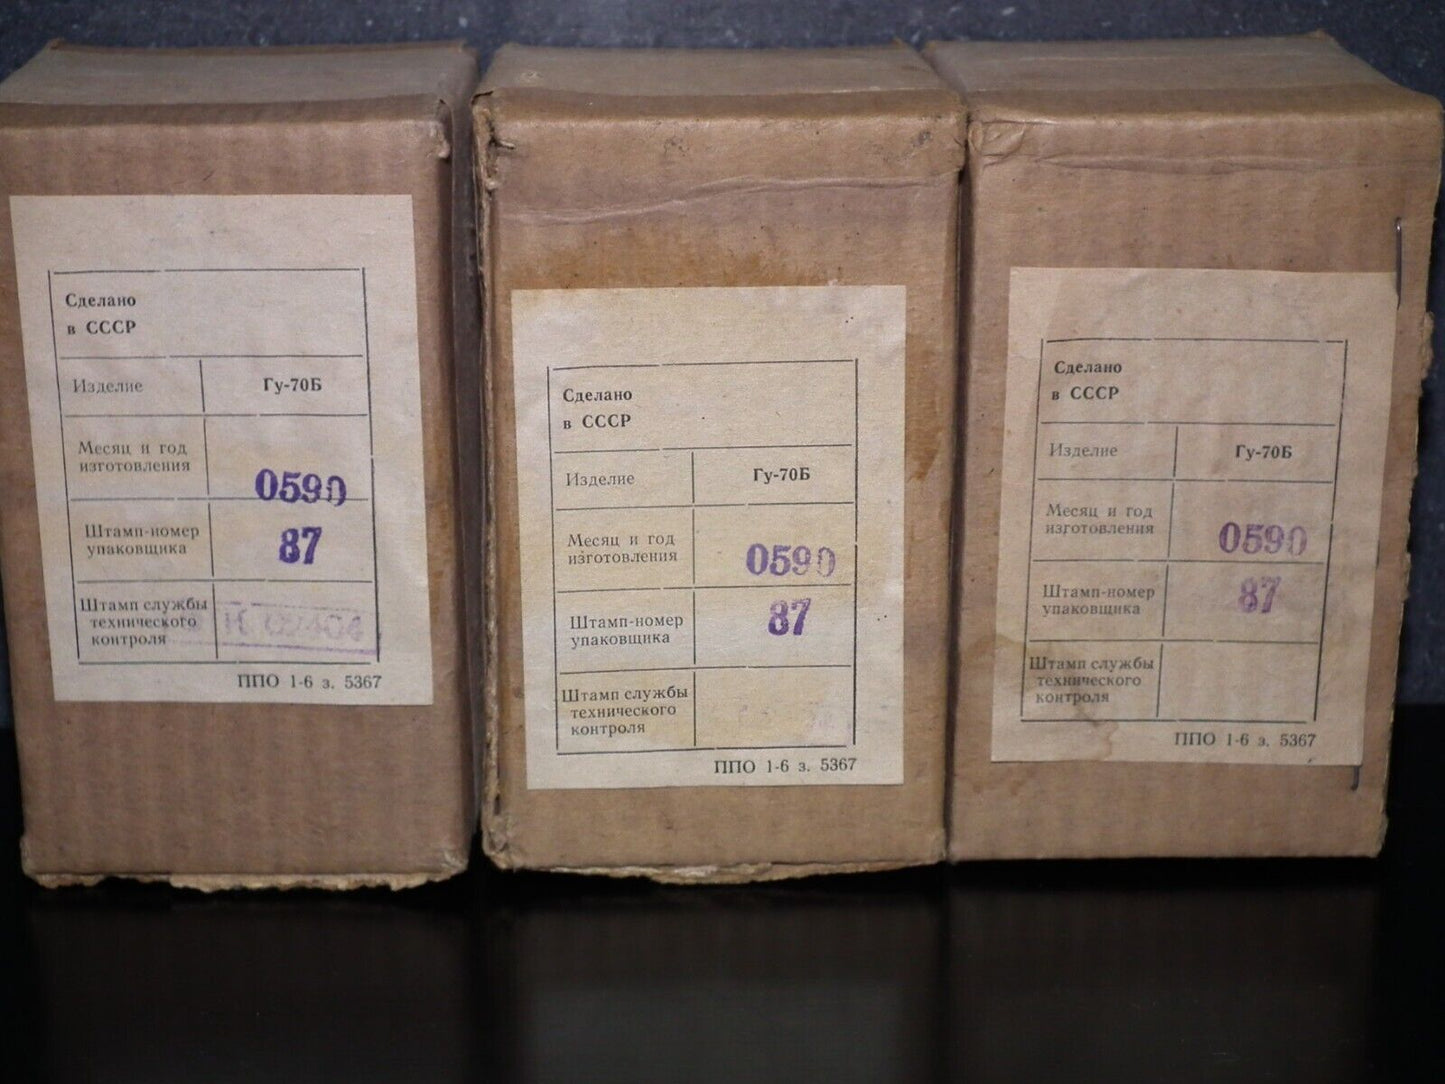 Сделано
в СССР
Изделие Гу-70Б
Месяц и год
изготовления
0590
Штамп-номер
упаковщика
87
Штамп службы
технического
контроля
ППО 1-6 з. 5367
Сделано
в СССР
Изделие Гу-70Б
Месяц и год
изготовления
0590
Штамп-номер
упаковщика
87
Штамп службы
технического
контроля
ППО 1-6 з. 5367
Сделано
в СССР
Изделие Гу-70Б
Месяц и год
изготовления
0590
Штамп-номер
упаковщика
87
Штамп службы
технического
контроля
ППО 1-6 з. 5367